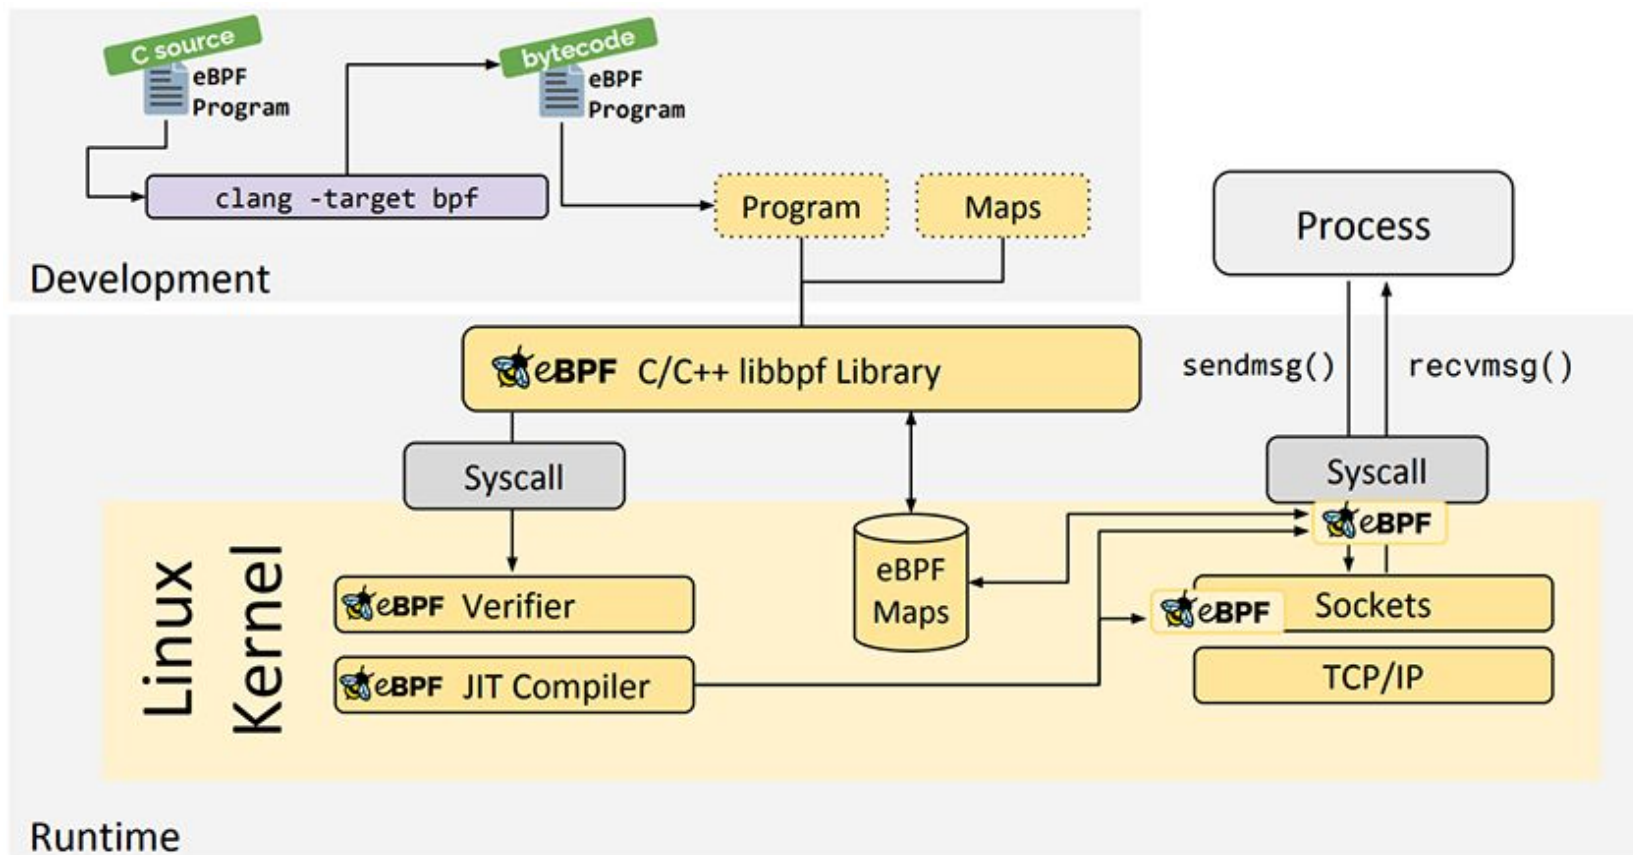 C source
eBPF
Program
bytecode
eBPF
Program
clang -target bpf
Program
Maps
Development
Process
sendmsg()
recvmsg()
eBPF C/C++ libbpf Library
Syscall
Syscall
eBPF
Linux
Kernel
eBPF Verifier
eBPF
Maps
eBPF
Sockets
eBPF JIT Compiler
TCP/IP
Runtime